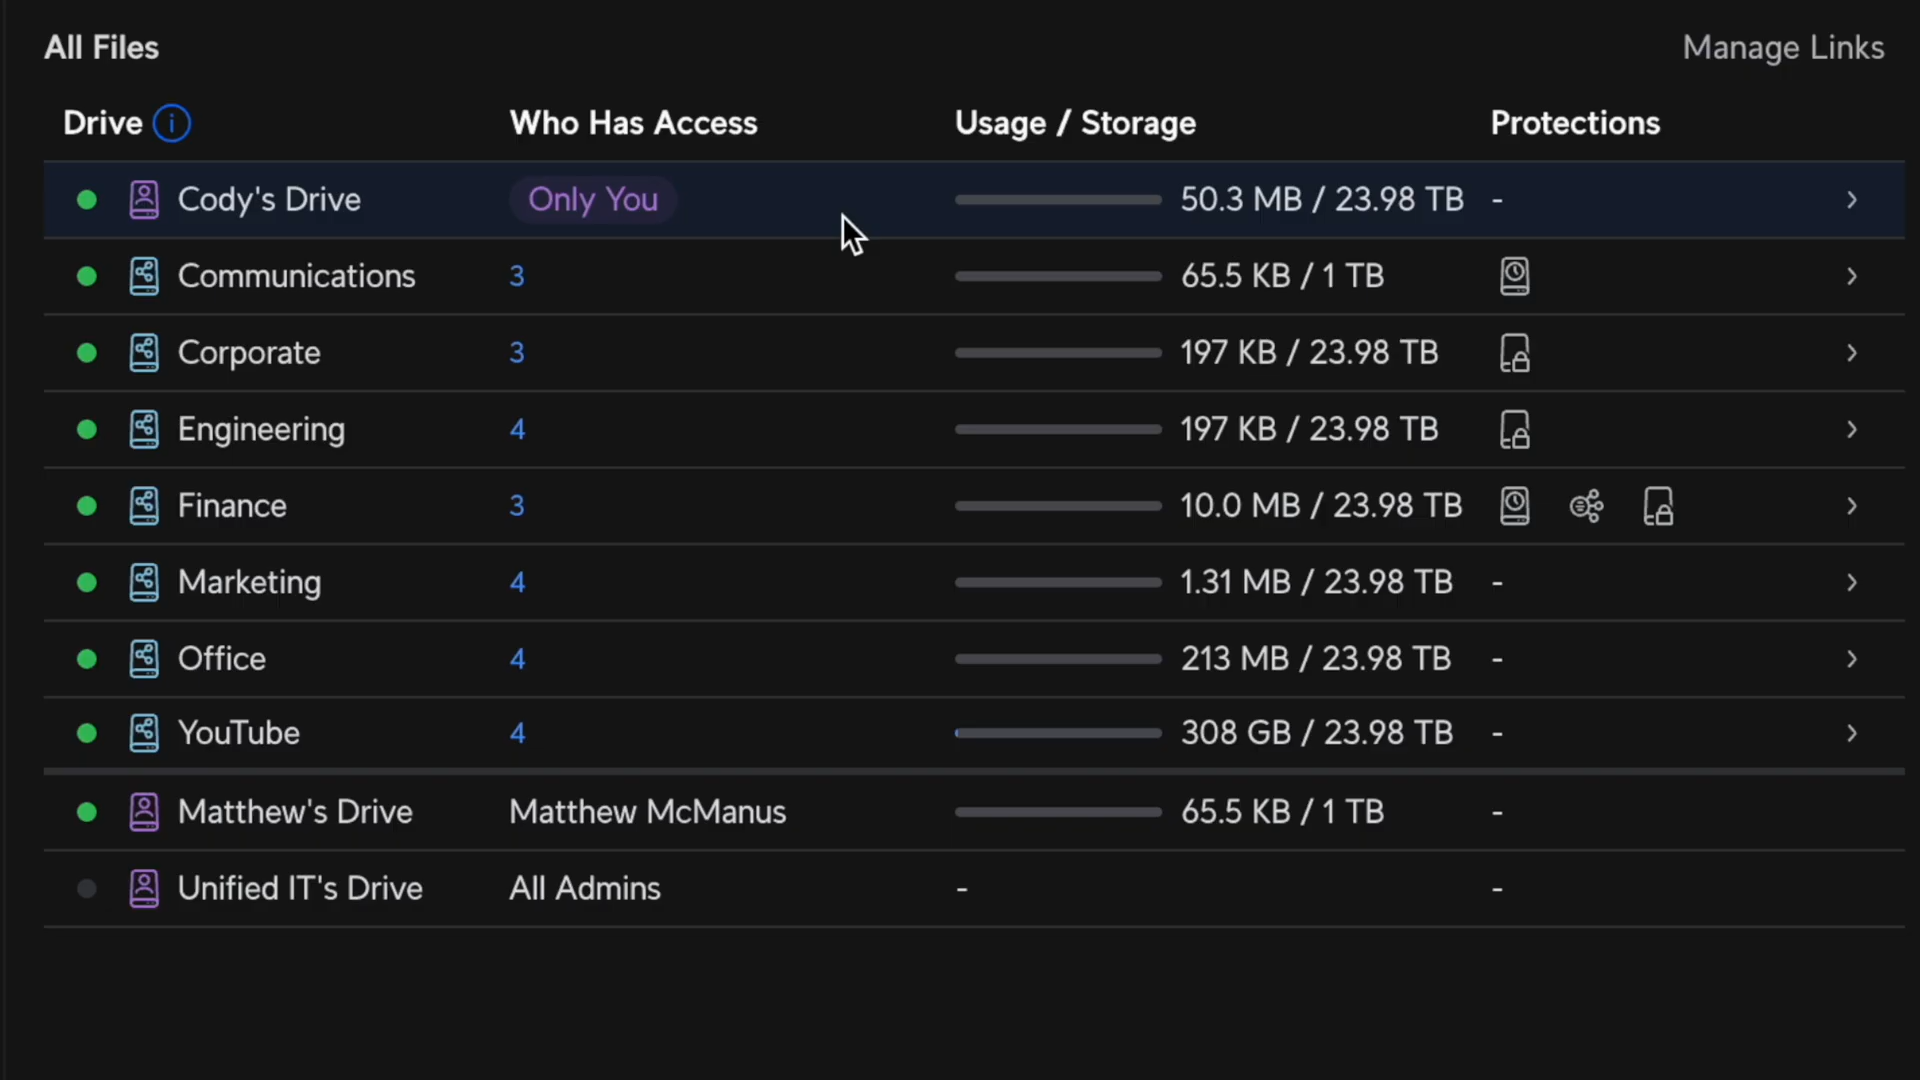 All Files
Manage Links
Drive Who Has Access Usage / Storage Protections
Cody's Drive Only You 50.3 MB / 23.98 TB -
Communications 3 65.5 KB / 1 TB
Corporate 3 197 KB / 23.98 TB
Engineering 4 197 KB / 23.98 TB
Finance 3 10.0 MB / 23.98 TB
Marketing 4 1.31 MB / 23.98 TB -
Office 4 213 MB / 23.98 TB -
YouTube 4 308 GB / 23.98 TB -
Matthew's Drive Matthew McManus 65.5 KB / 1 TB -
Unified IT's Drive All Admins - -